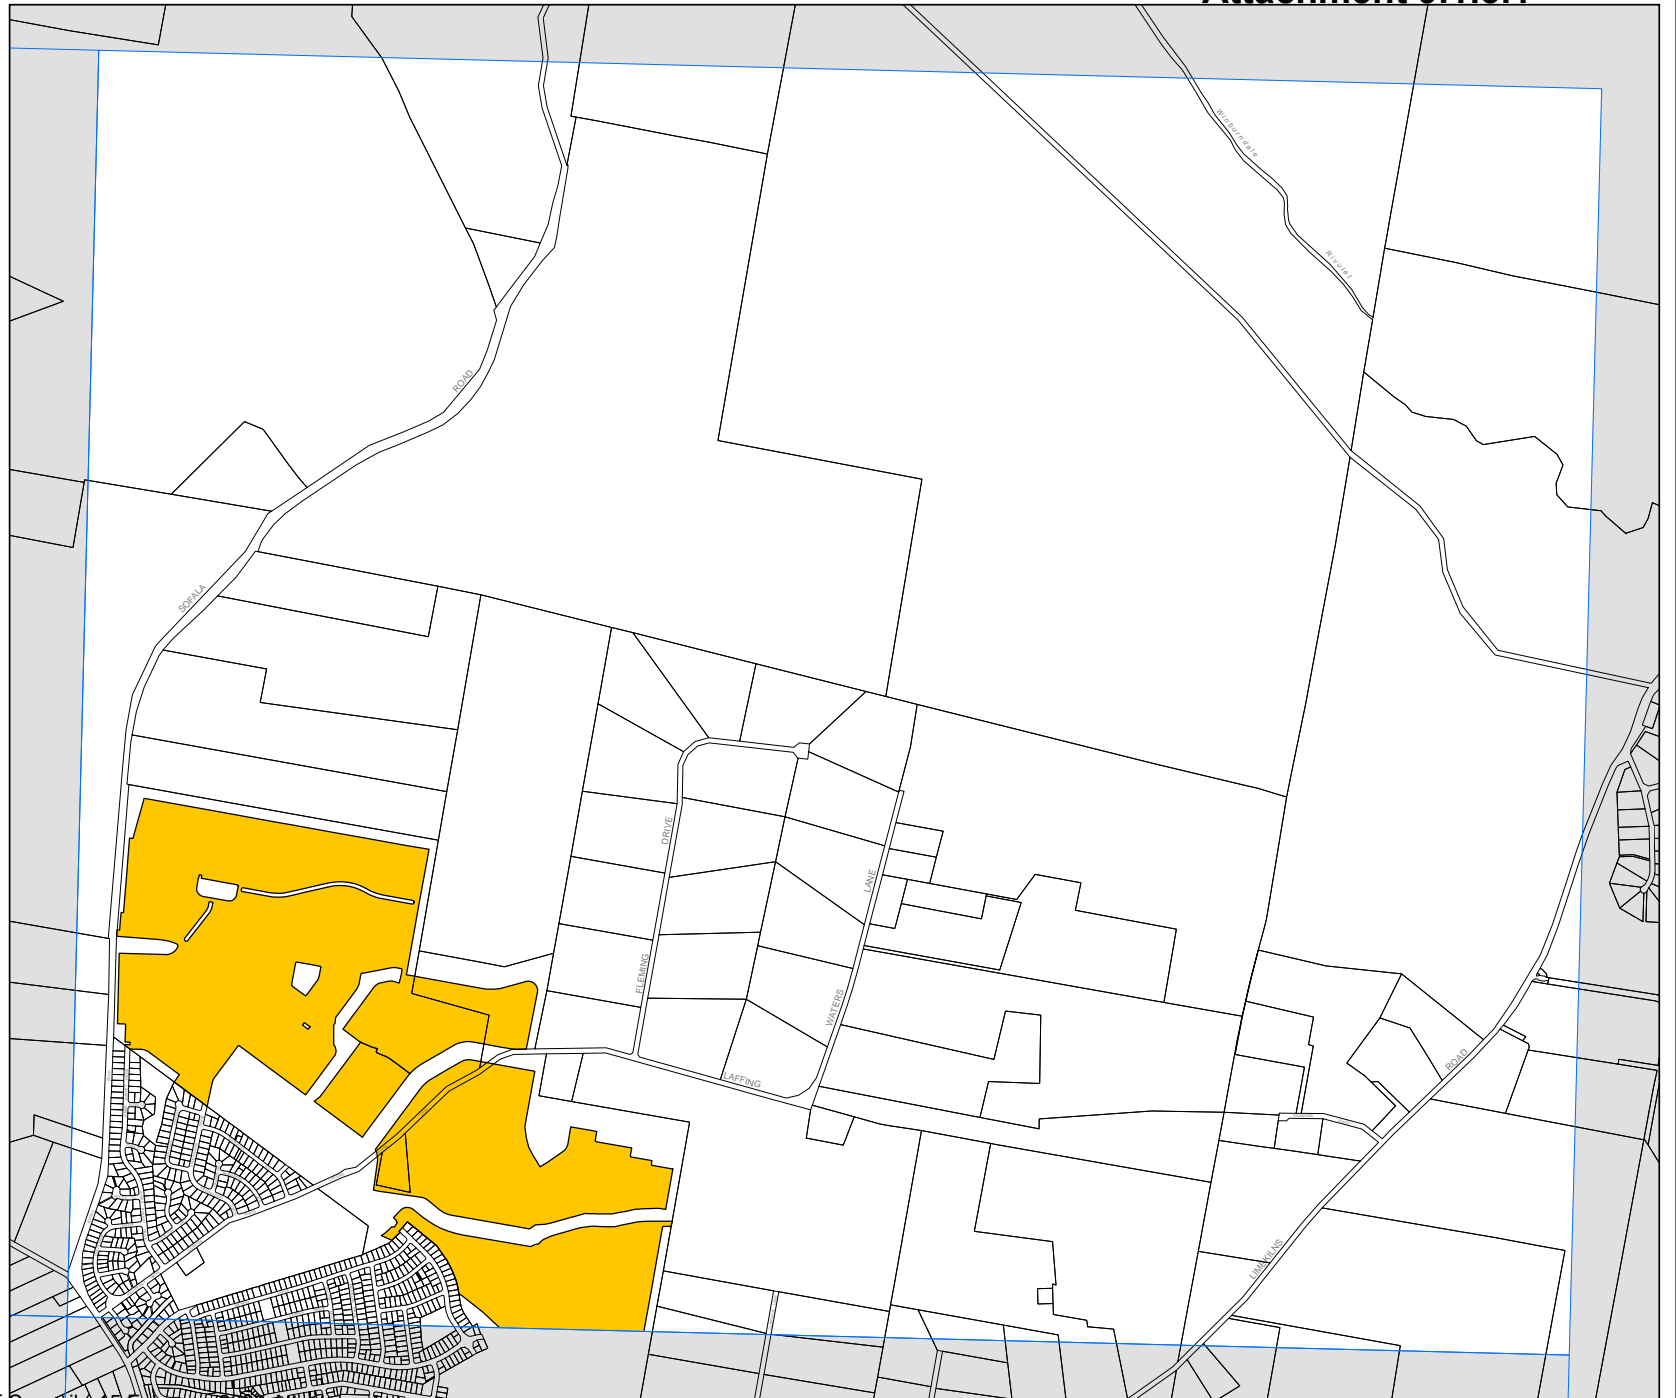 Winburndale
Rivulet
ROAD
SOFALA
DRIVE
LANE
FLEMING
WATERS
LAFFING
ROAD
LIMEKILNS